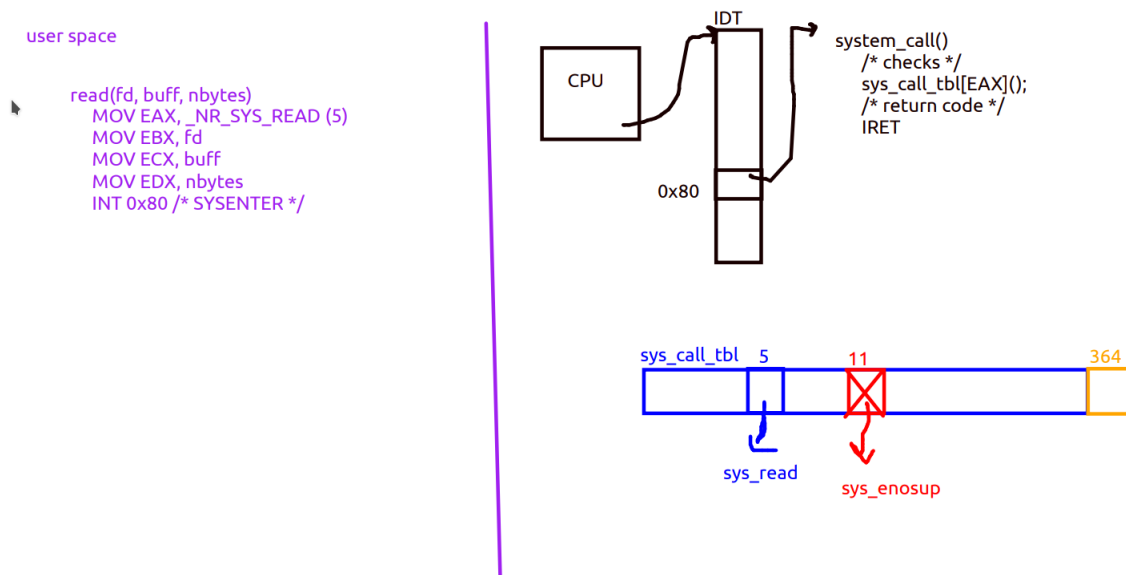 user space
read(fd, buff, nbytes)
MOV EAX, _NR_SYS_READ (5)
MOV EBX, fd
MOV ECX, buff
MOV EDX, nbytes
INT 0x80 /* SYSENTER */
CPU
IDT
0x80
system_call()
/* checks */
sys_call_tbl[EAX]();
/* return code */
IRET
sys_call_tbl 5 11 364
sys_read
sys_enosup